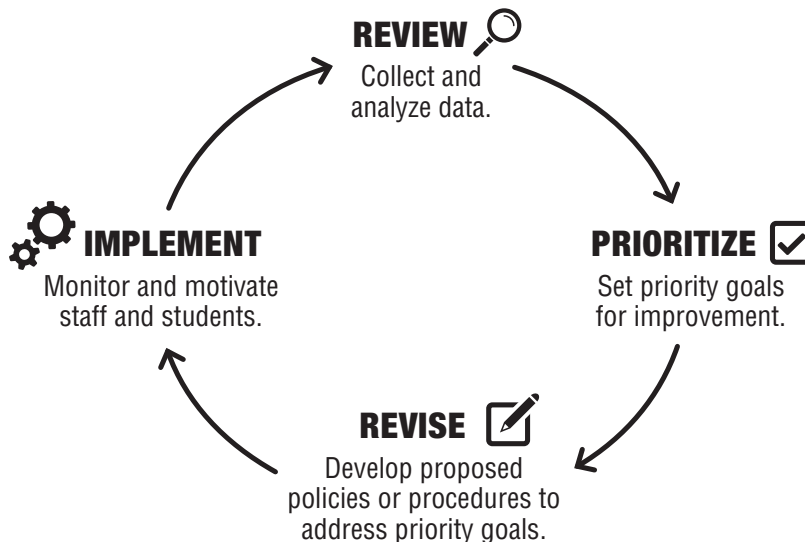 REVIEW
Collect and
analyze data.
PRIORITIZE
Set priority goals
for improvement.
REVISE
Develop proposed
policies or procedures to
address priority goals.
IMPLEMENT
Monitor and motivate
staff and students.